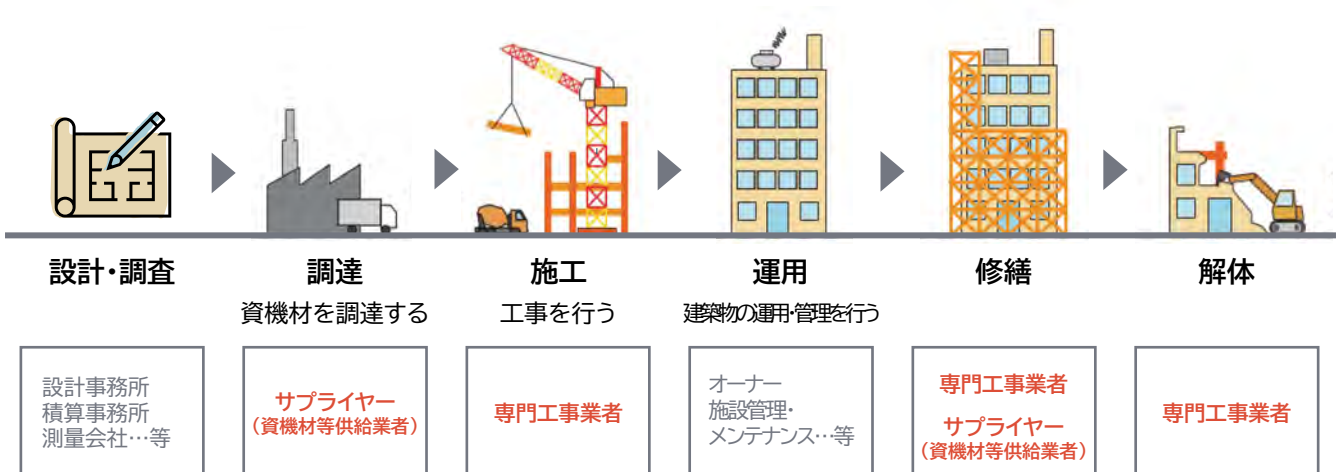 設計・調査
調達
資機材を調達する
施工
工事を行う
運用
建築物の運用・管理を行う
修繕
解体
設計事務所
積算事務所
測量会社…等
サプライヤー
（資機材等供給業者）
専門工事業者
オーナー
施設管理・
メンテナンス…等
専門工事業者
サプライヤー
（資機材等供給業者）
専門工事業者